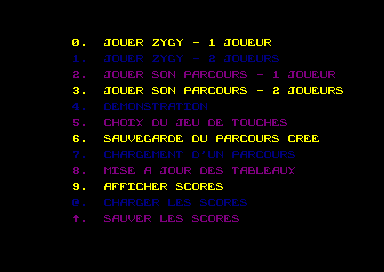 0. JOUER ZYGY - 1 JOUEUR
1. JOUER ZYGY - 2 JOUEURS
2. JOUER SON PARCOURS - 1 JOUEUR
3. JOUER SON PARCOURS - 2 JOUEURS
4. DEMONSTRATION
5. CHOIX DU JEU DE TOUCHES
6. SAUVEGARDE DU PARCOURS CREE
7. CHARGEMENT D'UN PARCOURS
8. MISE A JOUR DES TABLEAUX
9. AFFICHER SCORES
@. CHARGER LES SCORES
↑. SAUVER LES SCORES